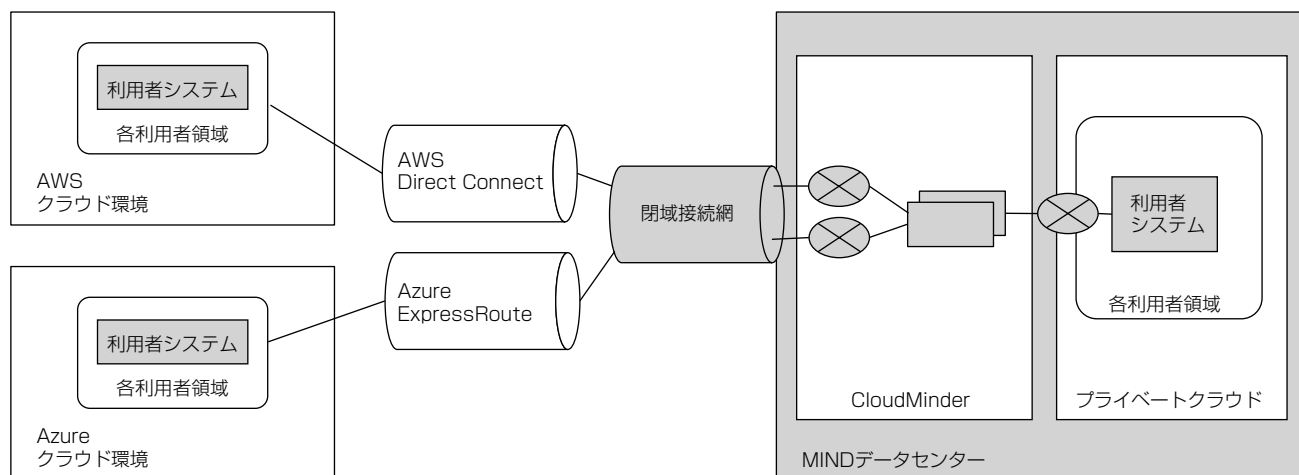 利用者システム
各利用者領域
AWS
クラウド環境
AWS
Direct Connect
閉域接続網
利用者
システム
各利用者領域
Azure
ExpressRoute
利用者システム
各利用者領域
Azure
クラウド環境
CloudMinder
プライベートクラウド
MINDデータセンター